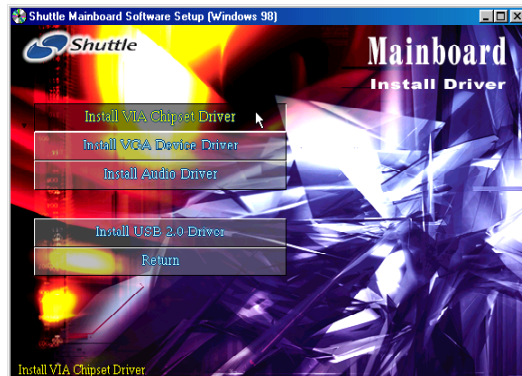 Shuttle Mainboard Software Setup (Windows 98)
Shuttle
Mainboard
Install Driver
Install VIA Chipset Driver
Install VGA Device Driver
Install Audio Driver
Install USB 2.0 Driver
Return
Install VIA Chipset Driver